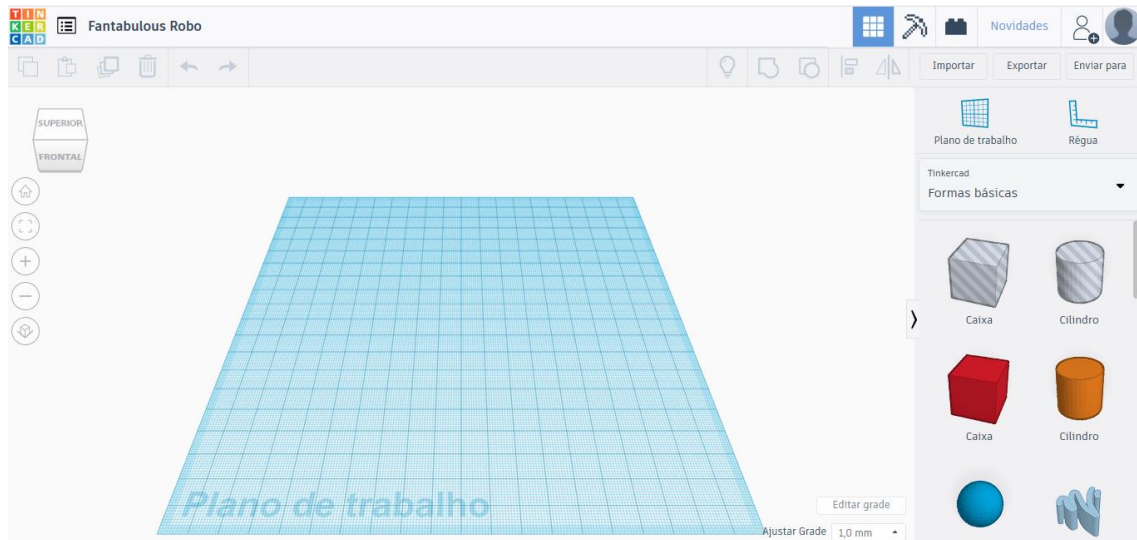 TIN
KER
CAD
Fantabulous Robo
Novidades
Importar
Exportar
Enviar para
SUPERIOR
FRONTAL
Plano de trabalho
Régua
Tinkercad
Formas básicas
Caixa
Cilindro
Caixa
Cilindro
Plano de trabalho
Editar grade
Ajustar Grade
1,0 mm